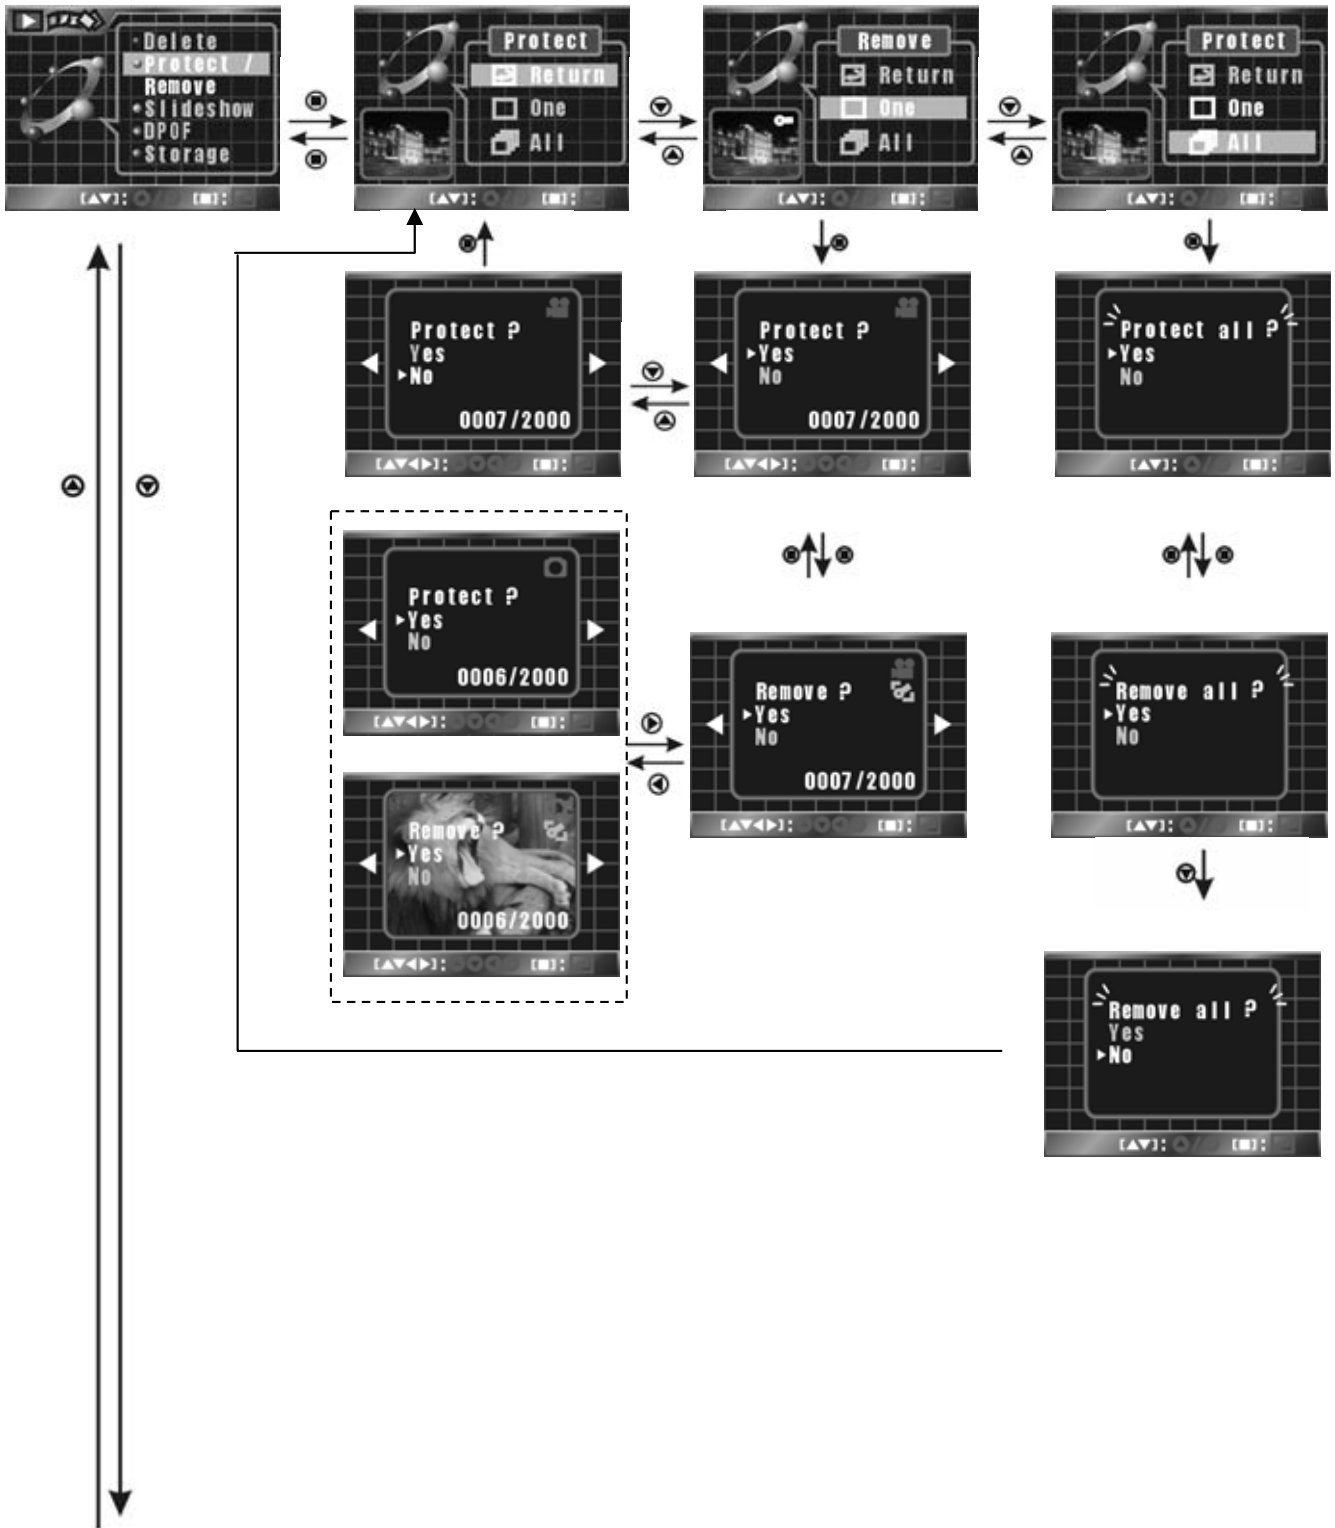 Delete
Protect /
Remove
Slideshow
DPOF
Storage
[▲▼]: [■]:
Protect
Return
One
All
[▲▼]: [■]:
Remove
Return
One
All
[▲▼]: [■]:
Protect
Return
One
All
[▲▼]: [■]:
Protect ?
Yes
No
0007/2000
[▲▼◀▶]: [■]:
Protect ?
Yes
No
0007/2000
[▲▼◀▶]: [■]:
Protect all ?
Yes
No
[▲▼]: [■]:
Protect ?
Yes
No
0006/2000
[▲▼◀▶]: [■]:
Remove ?
Yes
No
0007/2000
[▲▼◀▶]: [■]:
Remove all ?
Yes
No
[▲▼]: [■]:
Remove ?
Yes
No
0006/2000
[▲▼◀▶]: [■]:
Remove all ?
Yes
No
[▲▼]: [■]: